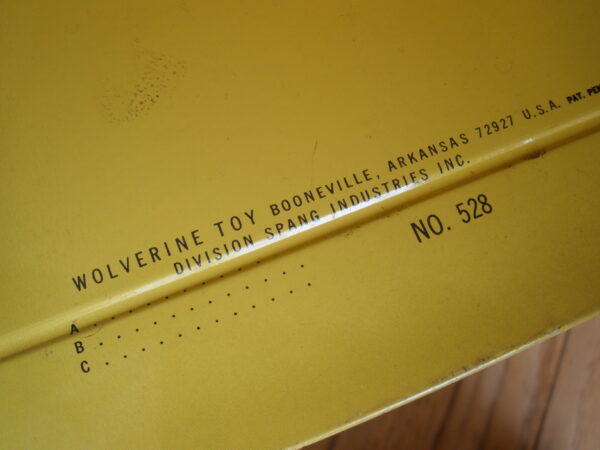 WOLVERINE TOY BOONEVILLE, ARKANSAS 72927 U.S.A. PAT. PEN
DIVISION SPANG INDUSTRIES INC.
NO. 528
A . . . . . . . . . . . .
B . . . . . . . . . . . .
C . . . . . . . . . . . .